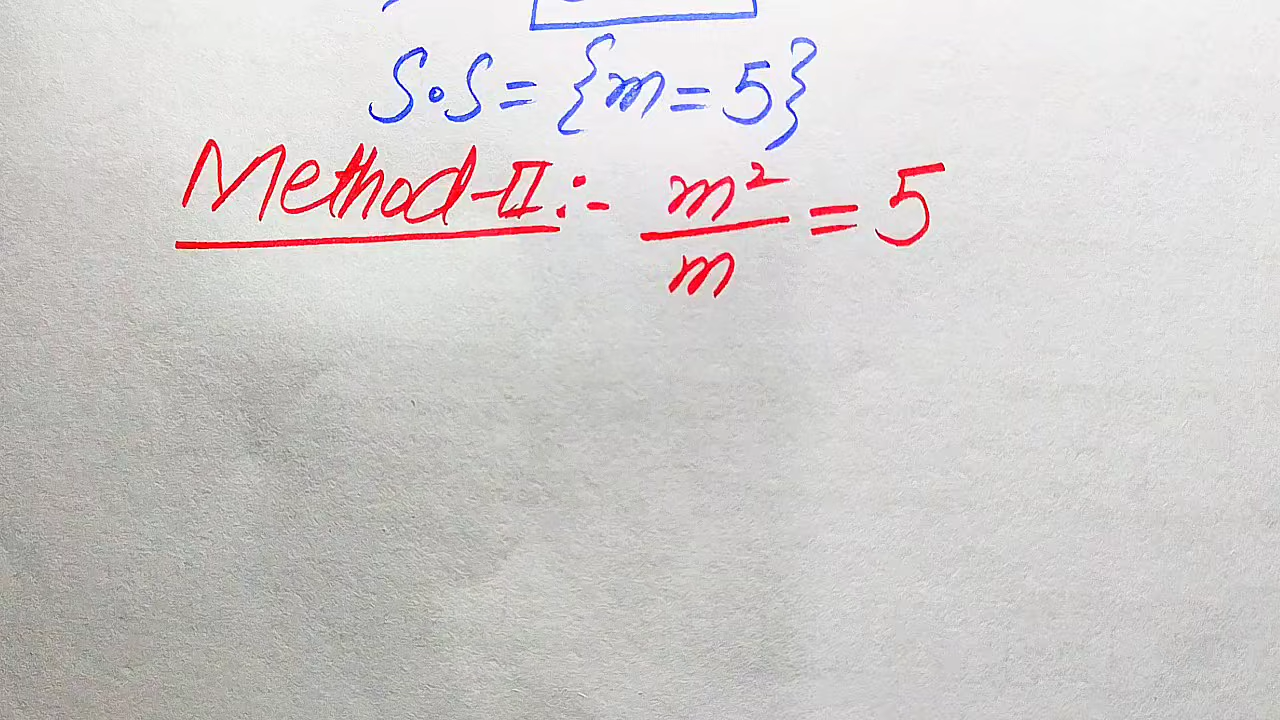 S.S = {m = 5}
Method-II:- m²/m = 5